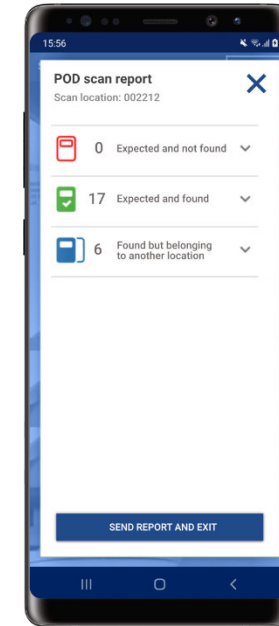 15:56
POD scan report
Scan location: 002212
0 Expected and not found
17 Expected and found
6 Found but belonging
to another location
SEND REPORT AND EXIT